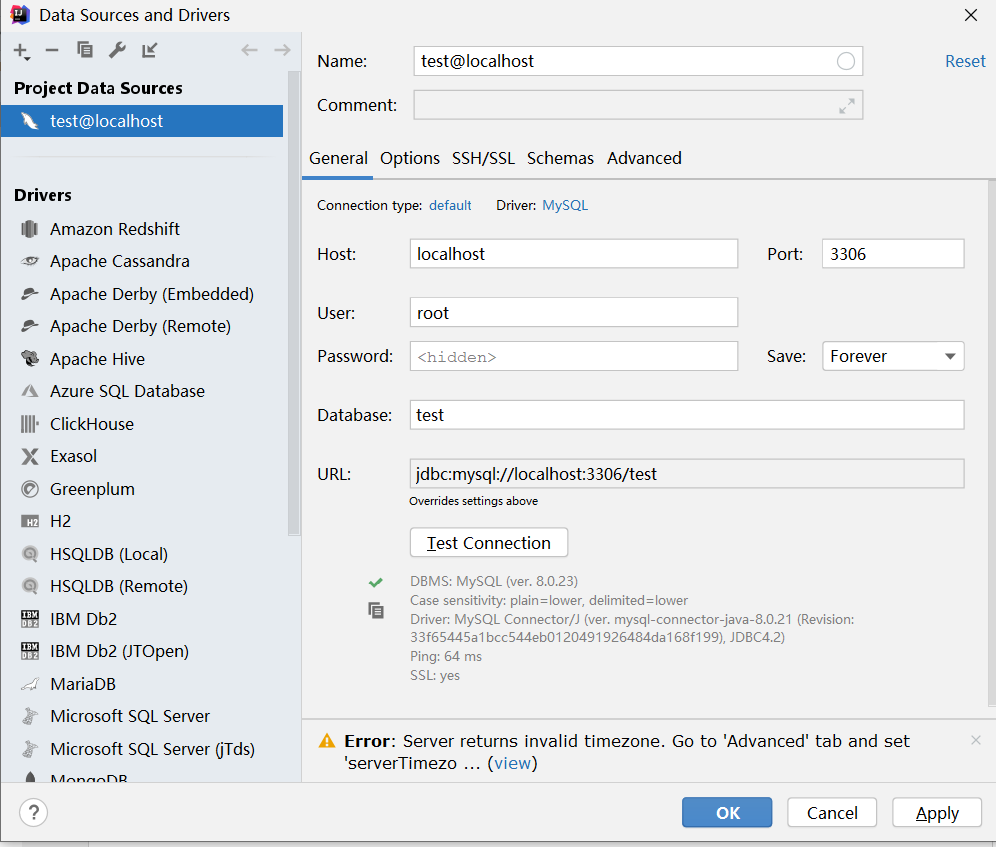 Data Sources and Drivers
Project Data Sources
test@localhost
Drivers
Amazon Redshift
Apache Cassandra
Apache Derby (Embedded)
Apache Derby (Remote)
Apache Hive
Azure SQL Database
ClickHouse
Exasol
Greenplum
H2
HSQLDB (Local)
HSQLDB (Remote)
IBM Db2
IBM Db2 (JTOpen)
MariaDB
Microsoft SQL Server
Microsoft SQL Server (jTds)
MongoDB
Name: test@localhost Reset
Comment:
General Options SSH/SSL Schemas Advanced
Connection type: default Driver: MySQL
Host: localhost Port: 3306
User: root
Password: <hidden> Save: Forever
Database: test
URL: jdbc:mysql://localhost:3306/test
Overrides settings above
Test Connection
DBMS: MySQL (ver. 8.0.23)
Case sensitivity: plain=lower, delimited=lower
Driver: MySQL Connector/J (ver. mysql-connector-java-8.0.21 (Revision:
33f65445a1bcc544eb0120491926484da168f199), JDBC4.2)
Ping: 64 ms
SSL: yes
Error: Server returns invalid timezone. Go to 'Advanced' tab and set
'serverTimezo ... (view)
? OK Cancel Apply